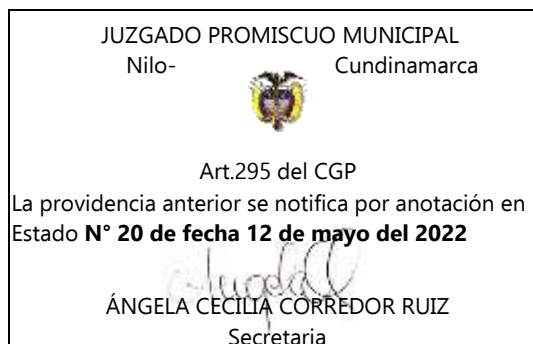 JUZGADO PROMISCUO MUNICIPAL
Nilo- Cundinamarca
Art.295 del CGP
La providencia anterior se notifica por anotación en
Estado N° 20 de fecha 12 de mayo del 2022
ÁNGELA CECILIA CORREDOR RUIZ
Secretaria